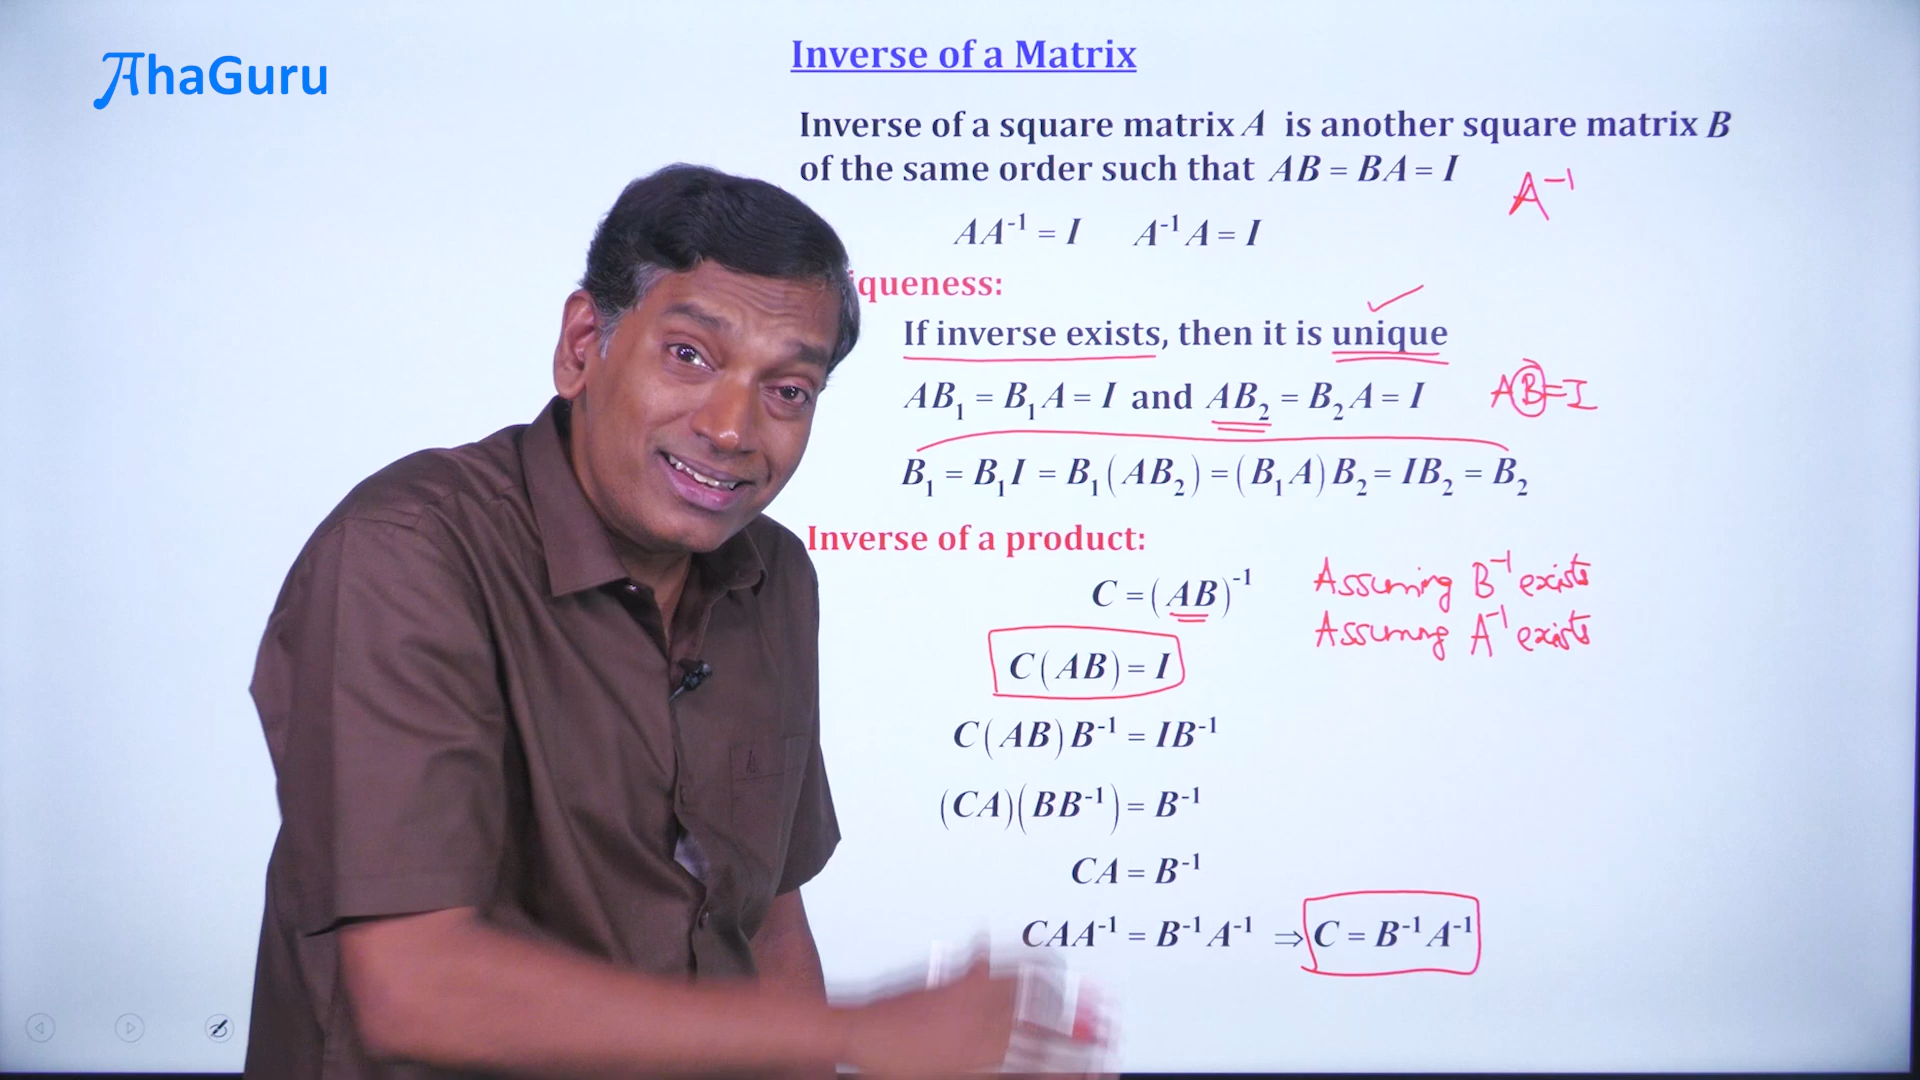 AhaGuru
Inverse of a Matrix
Inverse of a square matrix A is another square matrix B
of the same order such that AB = BA = I
A⁻¹
AA⁻¹ = I A⁻¹A = I
iqueness:
If inverse exists, then it is unique
AB₁ = B₁A = I and AB₂ = B₂A = I
AB=I
B₁ = B₁I = B₁(AB₂) = (B₁A)B₂ = IB₂ = B₂
Inverse of a product:
C = (AB)⁻¹
Assuming B⁻¹ exists
Assuming A⁻¹ exists
C(AB) = I
C(AB)B⁻¹ = IB⁻¹
(CA)(BB⁻¹) = B⁻¹
CA = B⁻¹
CAA⁻¹ = B⁻¹A⁻¹ ⇒ C = B⁻¹A⁻¹